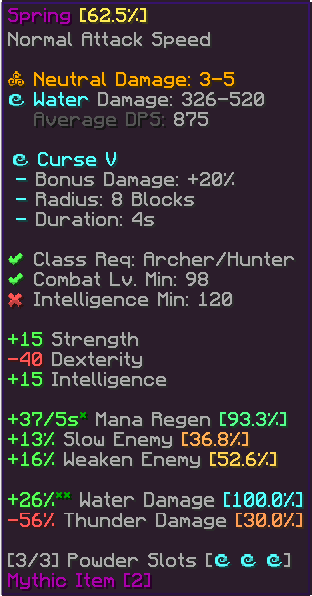 Spring [62.5%]
Normal Attack Speed
Neutral Damage: 3-5
Water Damage: 326-520
Average DPS: 875
Curse V
- Bonus Damage: +20%
- Radius: 8 Blocks
- Duration: 4s
✔ Class Req: Archer/Hunter
✔ Combat Lv. Min: 98
✖ Intelligence Min: 120
+15 Strength
-40 Dexterity
+15 Intelligence
+37/5s* Mana Regen [93.3%]
+13% Slow Enemy [36.8%]
+16% Weaken Enemy [52.6%]
+26%** Water Damage [100.0%]
-56% Thunder Damage [30.0%]
[3/3] Powder Slots [   ]
Mythic Item [2]